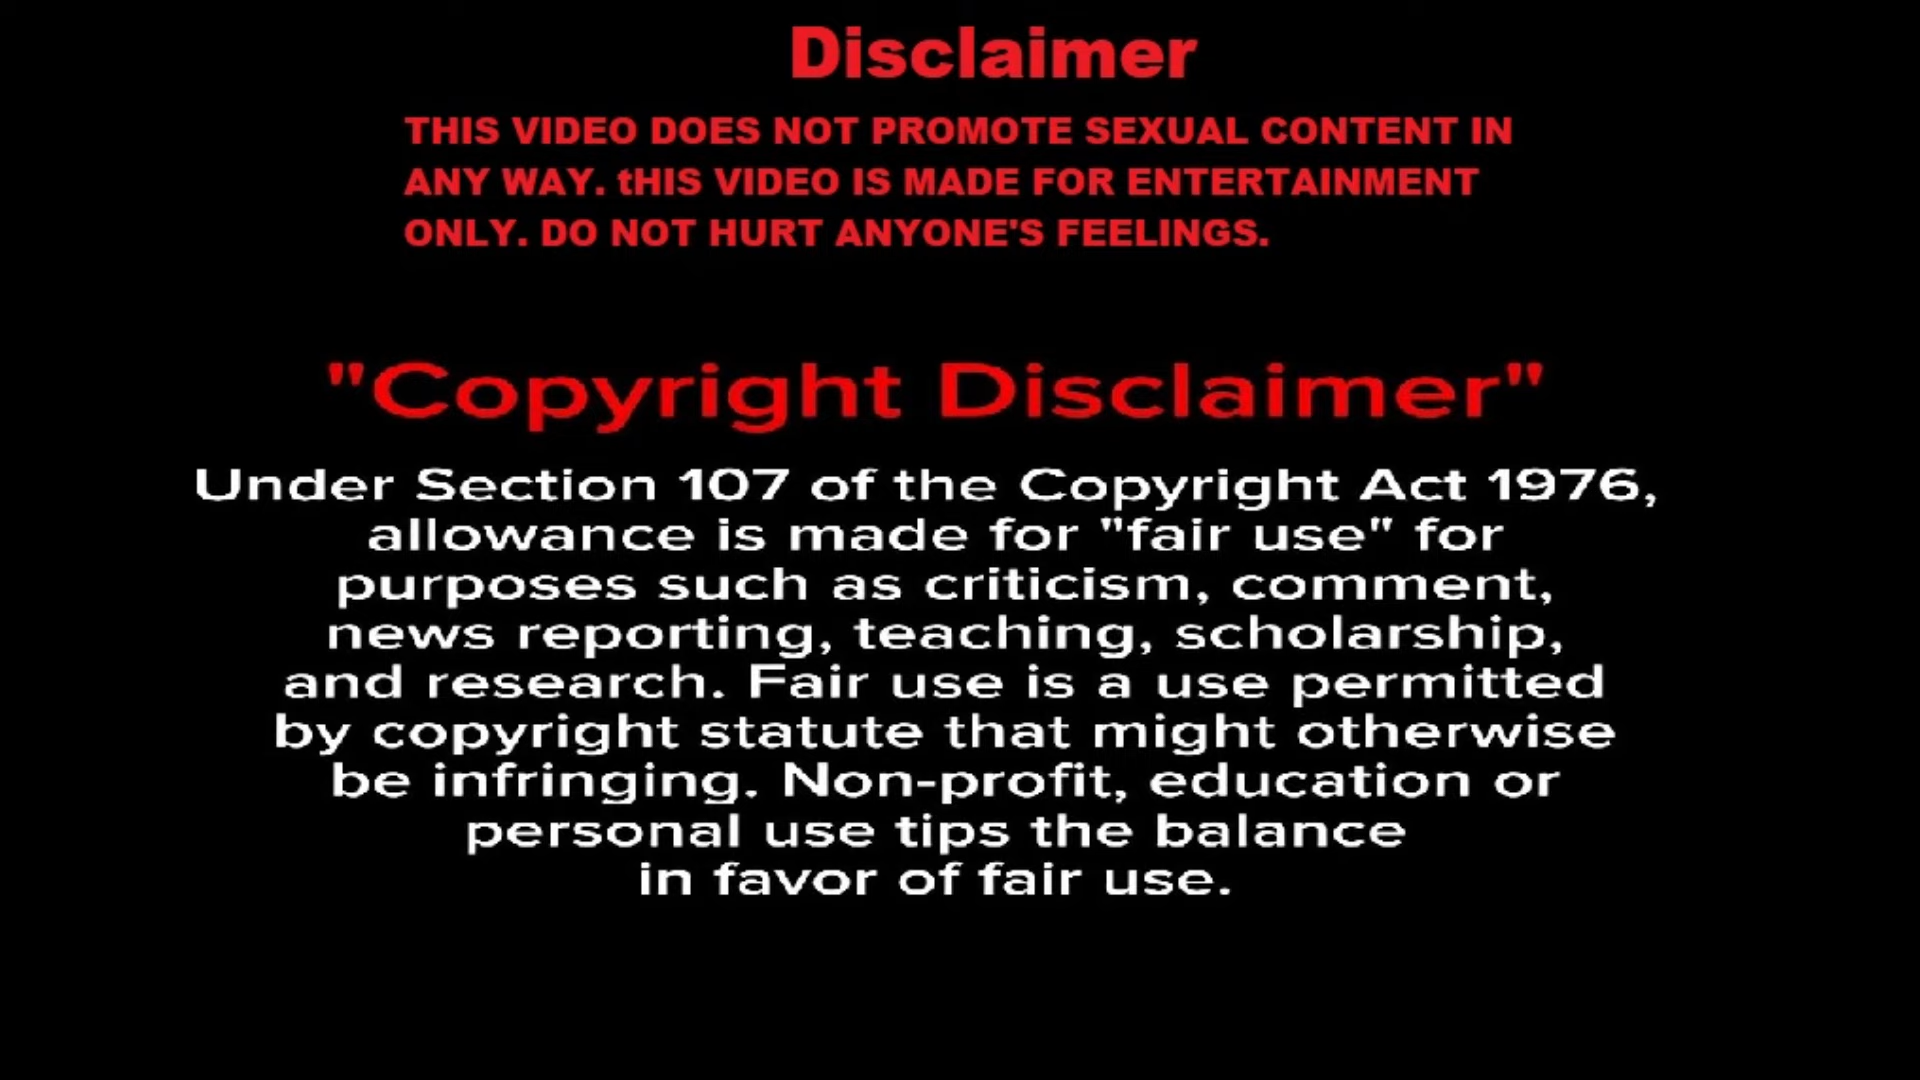 Disclaimer
THIS VIDEO DOES NOT PROMOTE SEXUAL CONTENT IN
ANY WAY. tHIS VIDEO IS MADE FOR ENTERTAINMENT
ONLY. DO NOT HURT ANYONE'S FEELINGS.
"Copyright Disclaimer"
Under Section 107 of the Copyright Act 1976,
allowance is made for "fair use" for
purposes such as criticism, comment,
news reporting, teaching, scholarship,
and research. Fair use is a use permitted
by copyright statute that might otherwise
be infringing. Non-profit, education or
personal use tips the balance
in favor of fair use.